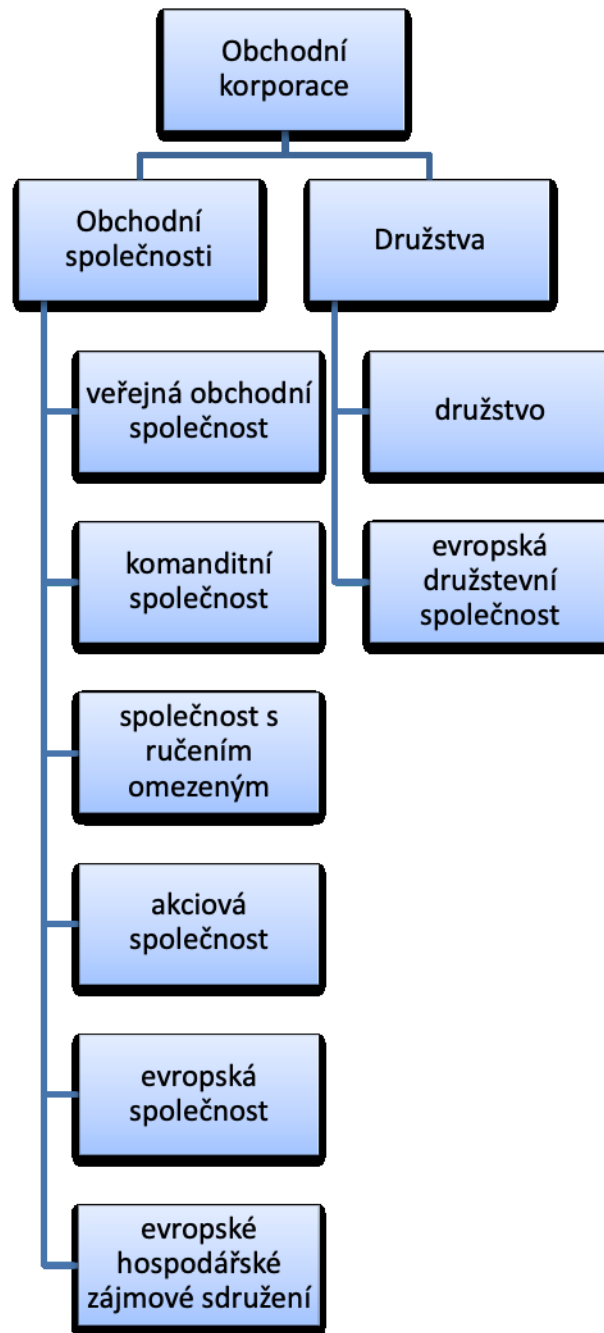 Obchodní
korporace
Obchodní
společnosti
Družstva
veřejná obchodní
společnost
družstvo
komanditní
společnost
evropská
družstevní
společnost
společnost s
ručením
omezeným
akciová
společnost
evropská
společnost
evropské
hospodářské
zájmové sdružení